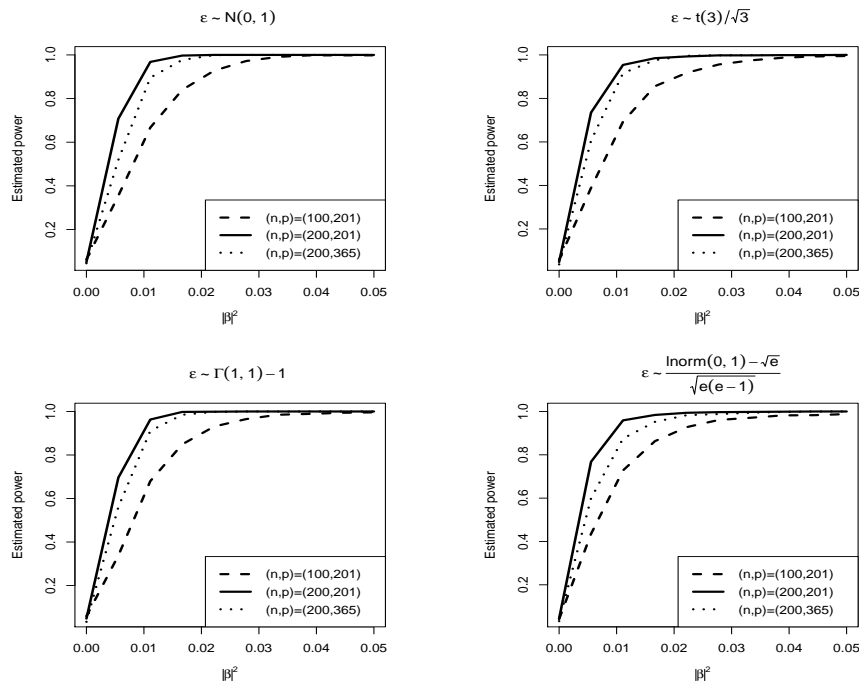 ε ~ N(0, 1)
Estimated power
1.0
0.8
0.6
0.4
0.2
(n,p)=(100,201)
(n,p)=(200,201)
(n,p)=(200,365)
0.00 0.01 0.02 0.03 0.04 0.05
|β|²
ε ~ t(3)/√3
Estimated power
1.0
0.8
0.6
0.4
0.2
(n,p)=(100,201)
(n,p)=(200,201)
(n,p)=(200,365)
0.00 0.01 0.02 0.03 0.04 0.05
|β|²
ε ~ Γ(1, 1) − 1
Estimated power
1.0
0.8
0.6
0.4
0.2
(n,p)=(100,201)
(n,p)=(200,201)
(n,p)=(200,365)
0.00 0.01 0.02 0.03 0.04 0.05
|β|²
lnorm(0, 1) − √e
ε ~
√e(e − 1)
Estimated power
1.0
0.8
0.6
0.4
0.2
(n,p)=(100,201)
(n,p)=(200,201)
(n,p)=(200,365)
0.00 0.01 0.02 0.03 0.04 0.05
|β|²